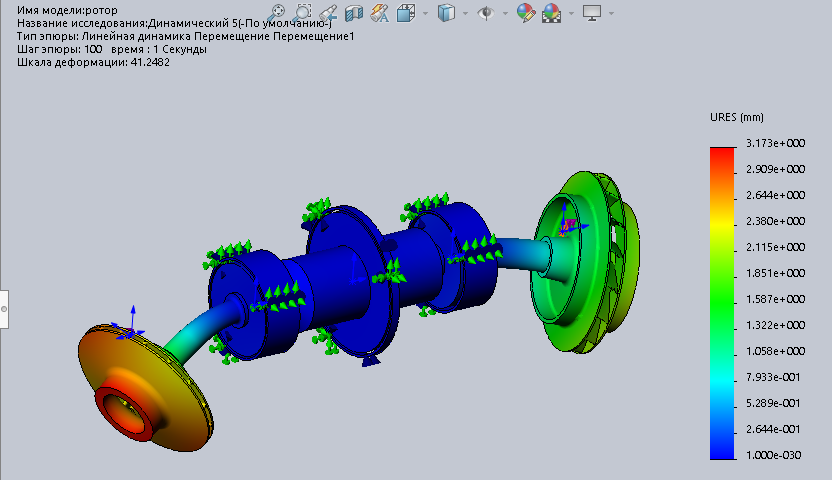 Имя модели:ротор
Название исследования:Динамический 5(-По умолчанию-)
Тип эпюры: Линейная динамика Перемещение Перемещение1
Шаг эпюры: 100 время : 1 Секунды
Шкала деформации: 41.2482
URES (mm)
3.173e+000
2.909e+000
2.644e+000
2.380e+000
2.115e+000
1.851e+000
1.587e+000
1.322e+000
1.058e+000
7.933e-001
5.289e-001
2.644e-001
1.000e-030